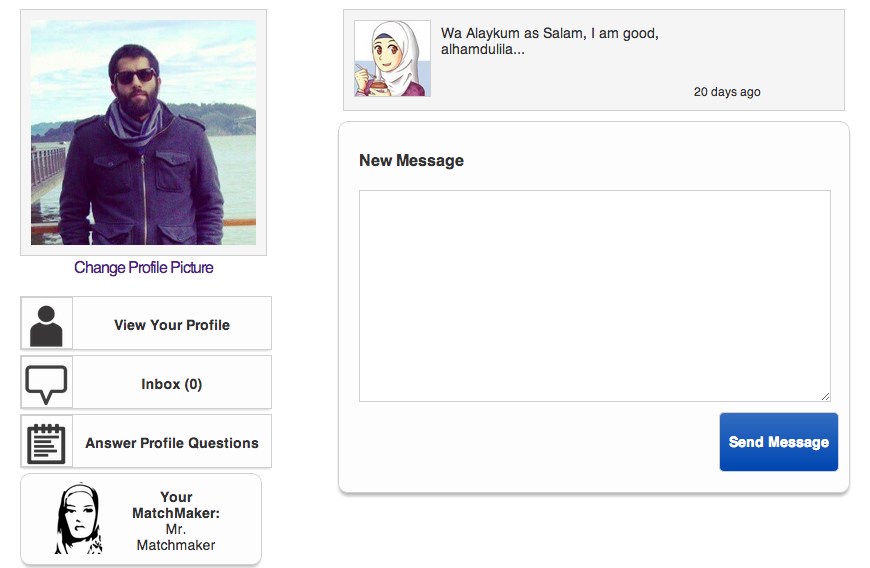 Change Profile Picture
View Your Profile
Inbox (0)
Answer Profile Questions
Your
MatchMaker:
Mr.
Matchmaker
Wa Alaykum as Salam, I am good,
alhamdulila...
20 days ago
New Message
Send Message